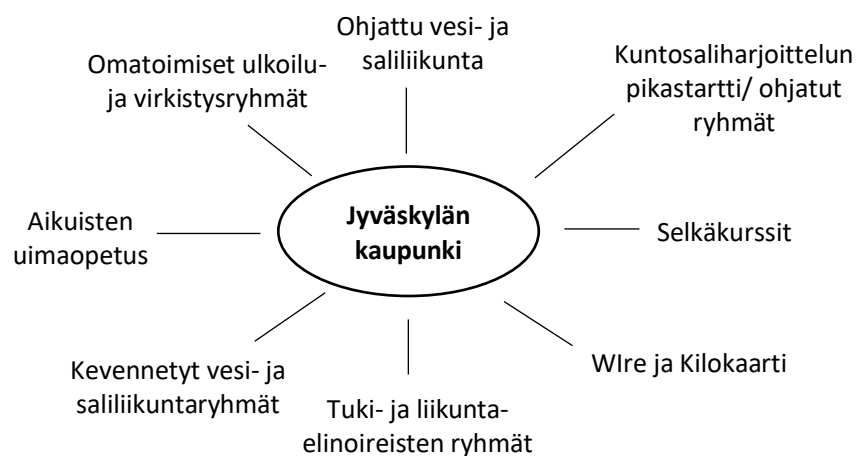 Ohjattu vesi- ja
saliliikunta
Omatoimiset ulkoilu-
ja virkistysryhmät
Kuntosaliharjoittelun
pikastartti/ ohjatut
ryhmät
Aikuisten
uimaopetus
Jyväskylän
kaupunki
Selkäkurssit
Kevennetyt vesi- ja
saliliikuntaryhmät
WIre ja Kilokaarti
Tuki- ja liikunta-
elinoireisten ryhmät